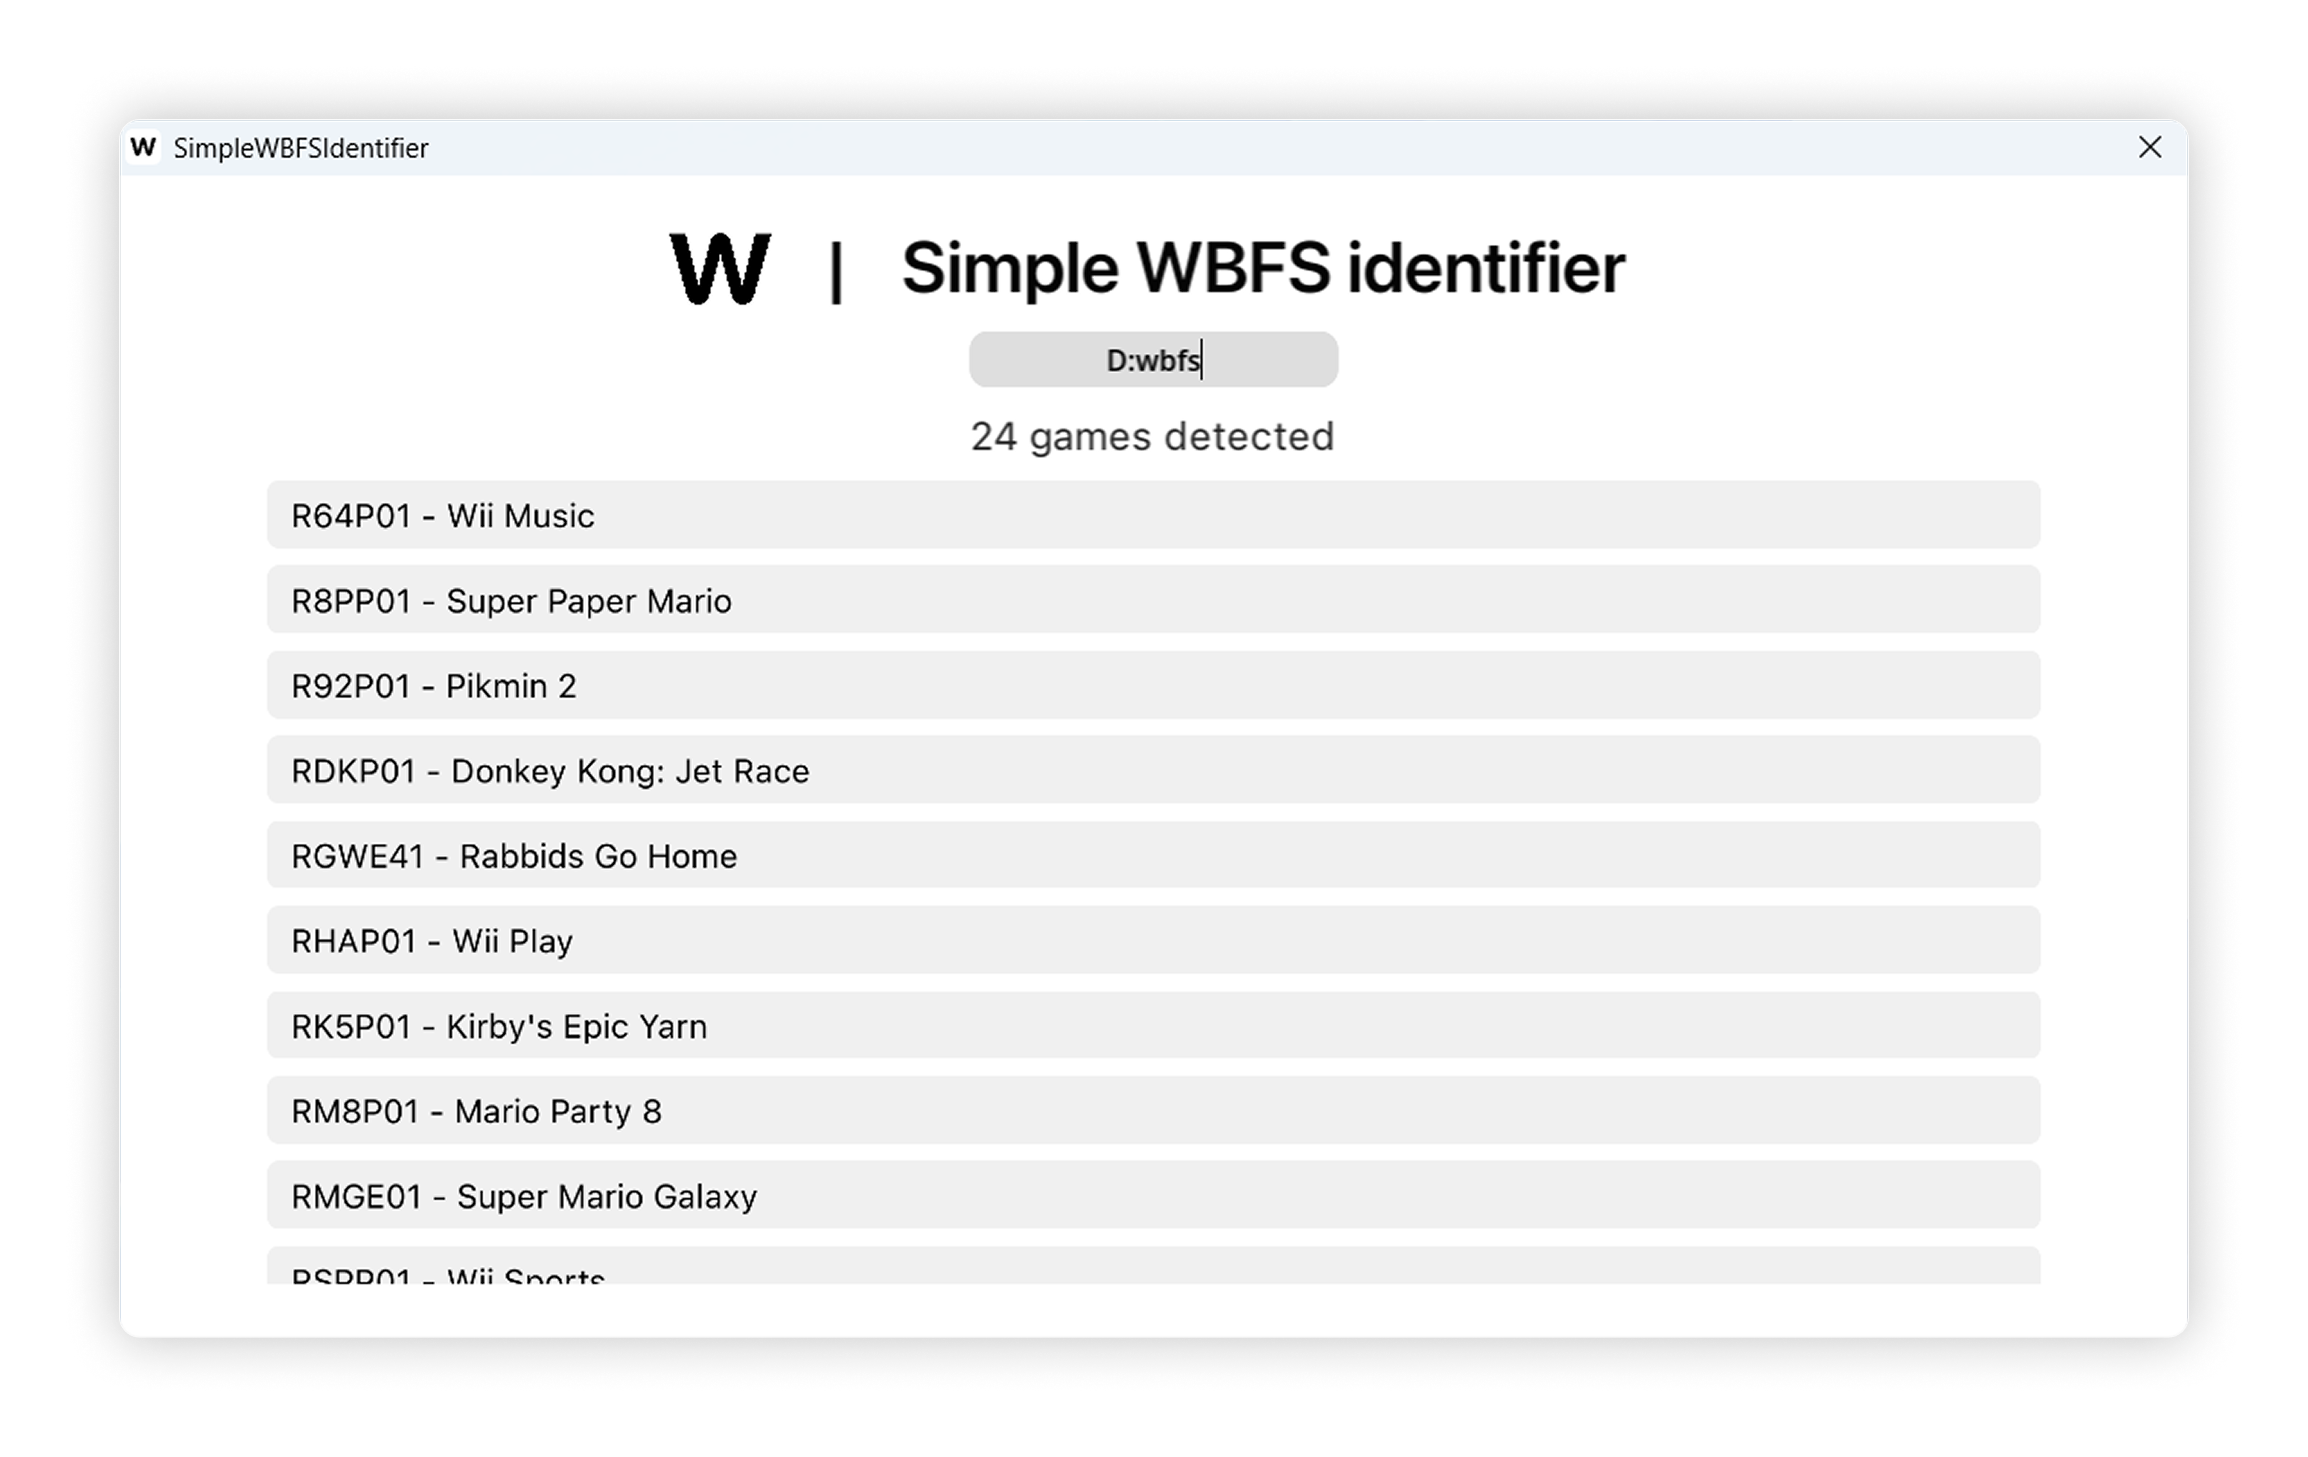 W SimpleWBFSIdentifier
W | Simple WBFS identifier
D:wbfs
24 games detected
R64P01 - Wii Music
R8PP01 - Super Paper Mario
R92P01 - Pikmin 2
RDKP01 - Donkey Kong: Jet Race
RGWE41 - Rabbids Go Home
RHAP01 - Wii Play
RK5P01 - Kirby's Epic Yarn
RM8P01 - Mario Party 8
RMGE01 - Super Mario Galaxy
RSPP01 - Wii Sports